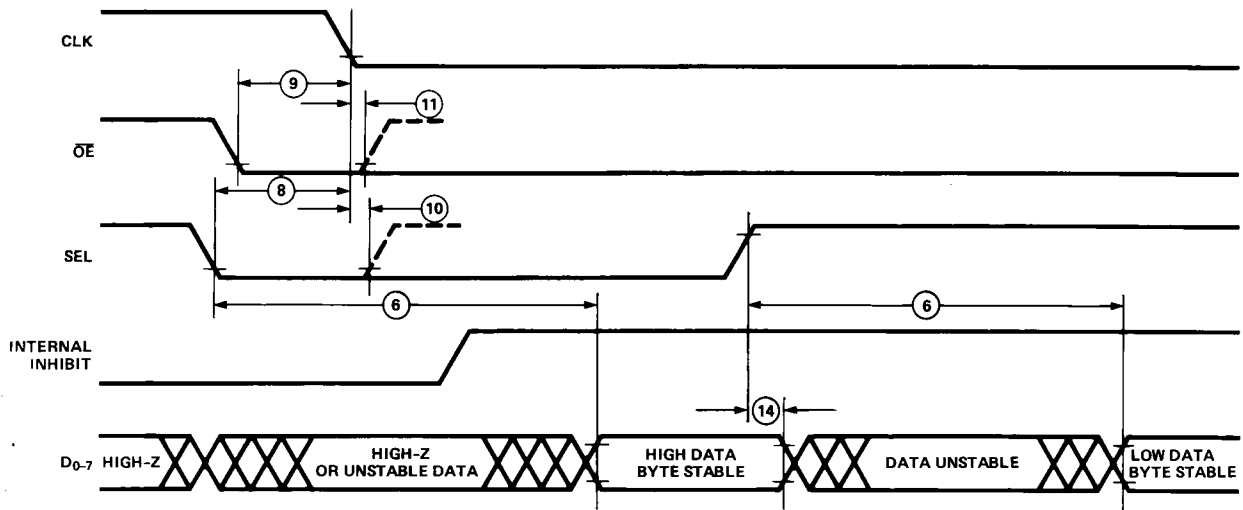 CLK
9
11
OE
8
10
SEL
6
6
INTERNAL
INHIBIT
14
D0–7
HIGH–Z
HIGH–Z
OR UNSTABLE DATA
HIGH DATA
BYTE STABLE
DATA UNSTABLE
LOW DATA
BYTE STABLE